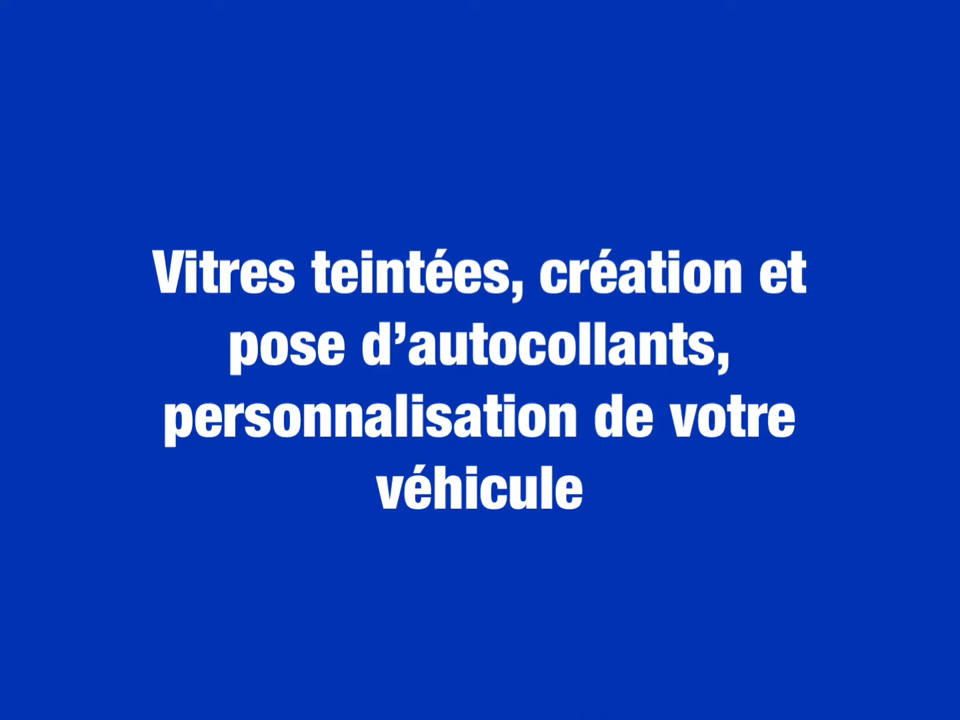 Vitres teintées, création et
pose d’autocollants,
personnalisation de votre
véhicule